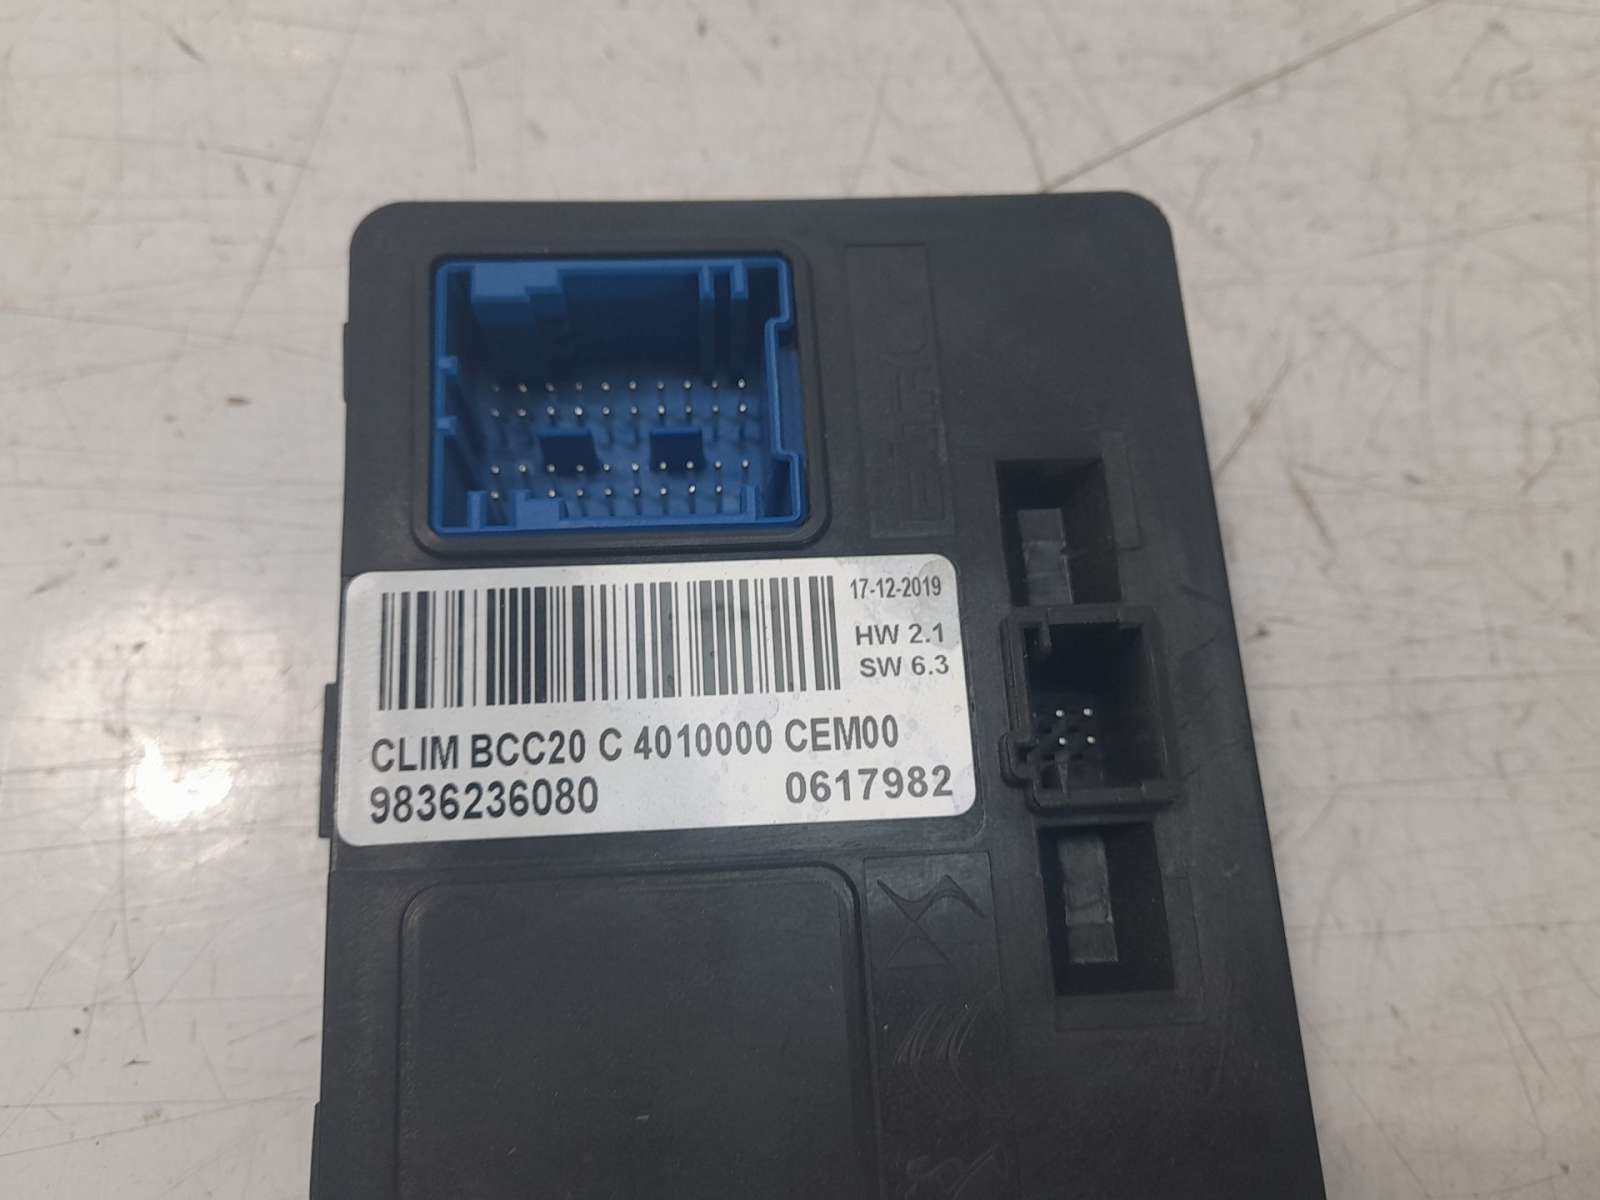 17-12-2019
HW 2.1
SW 6.3
CLIM BCC20 C 4010000 CEM00
9836236080 0617982